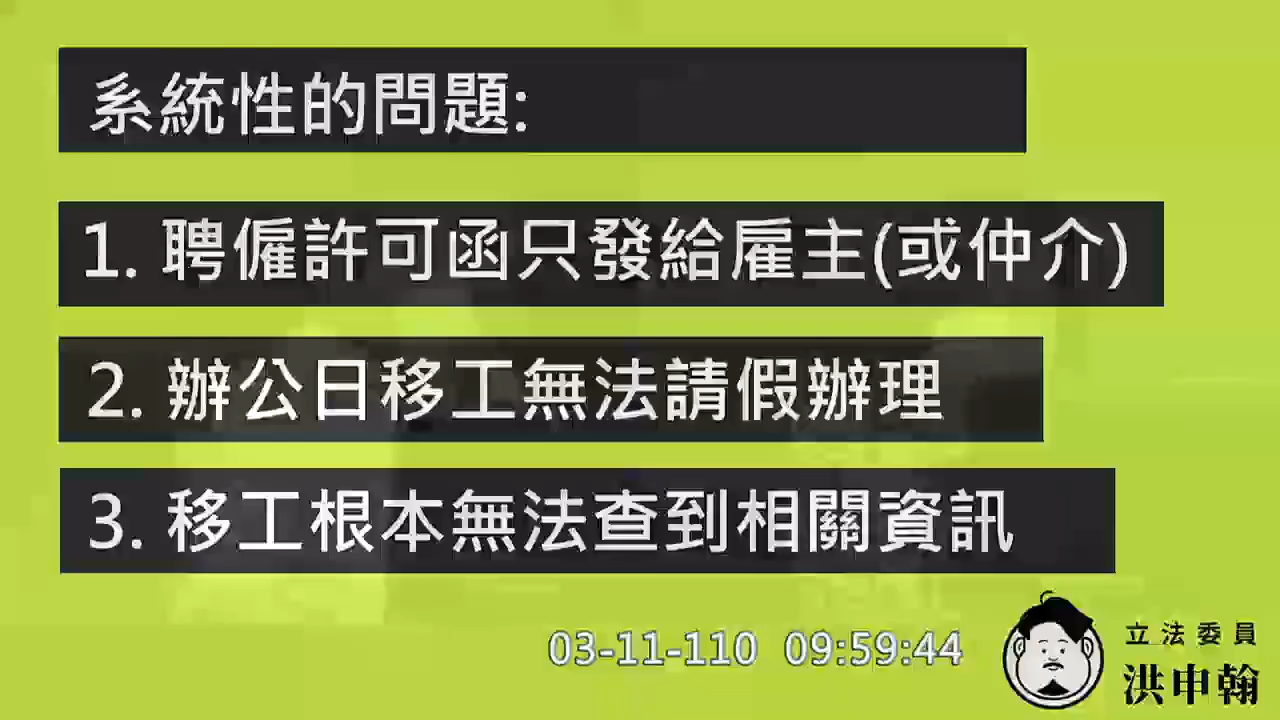 系統性的問題:
1. 聘僱許可函只發給雇主(或仲介)
2. 辦公日移工無法請假辦理
3. 移工根本無法查到相關資訊
03-11-110 09:59:44
立法委員
洪申翰